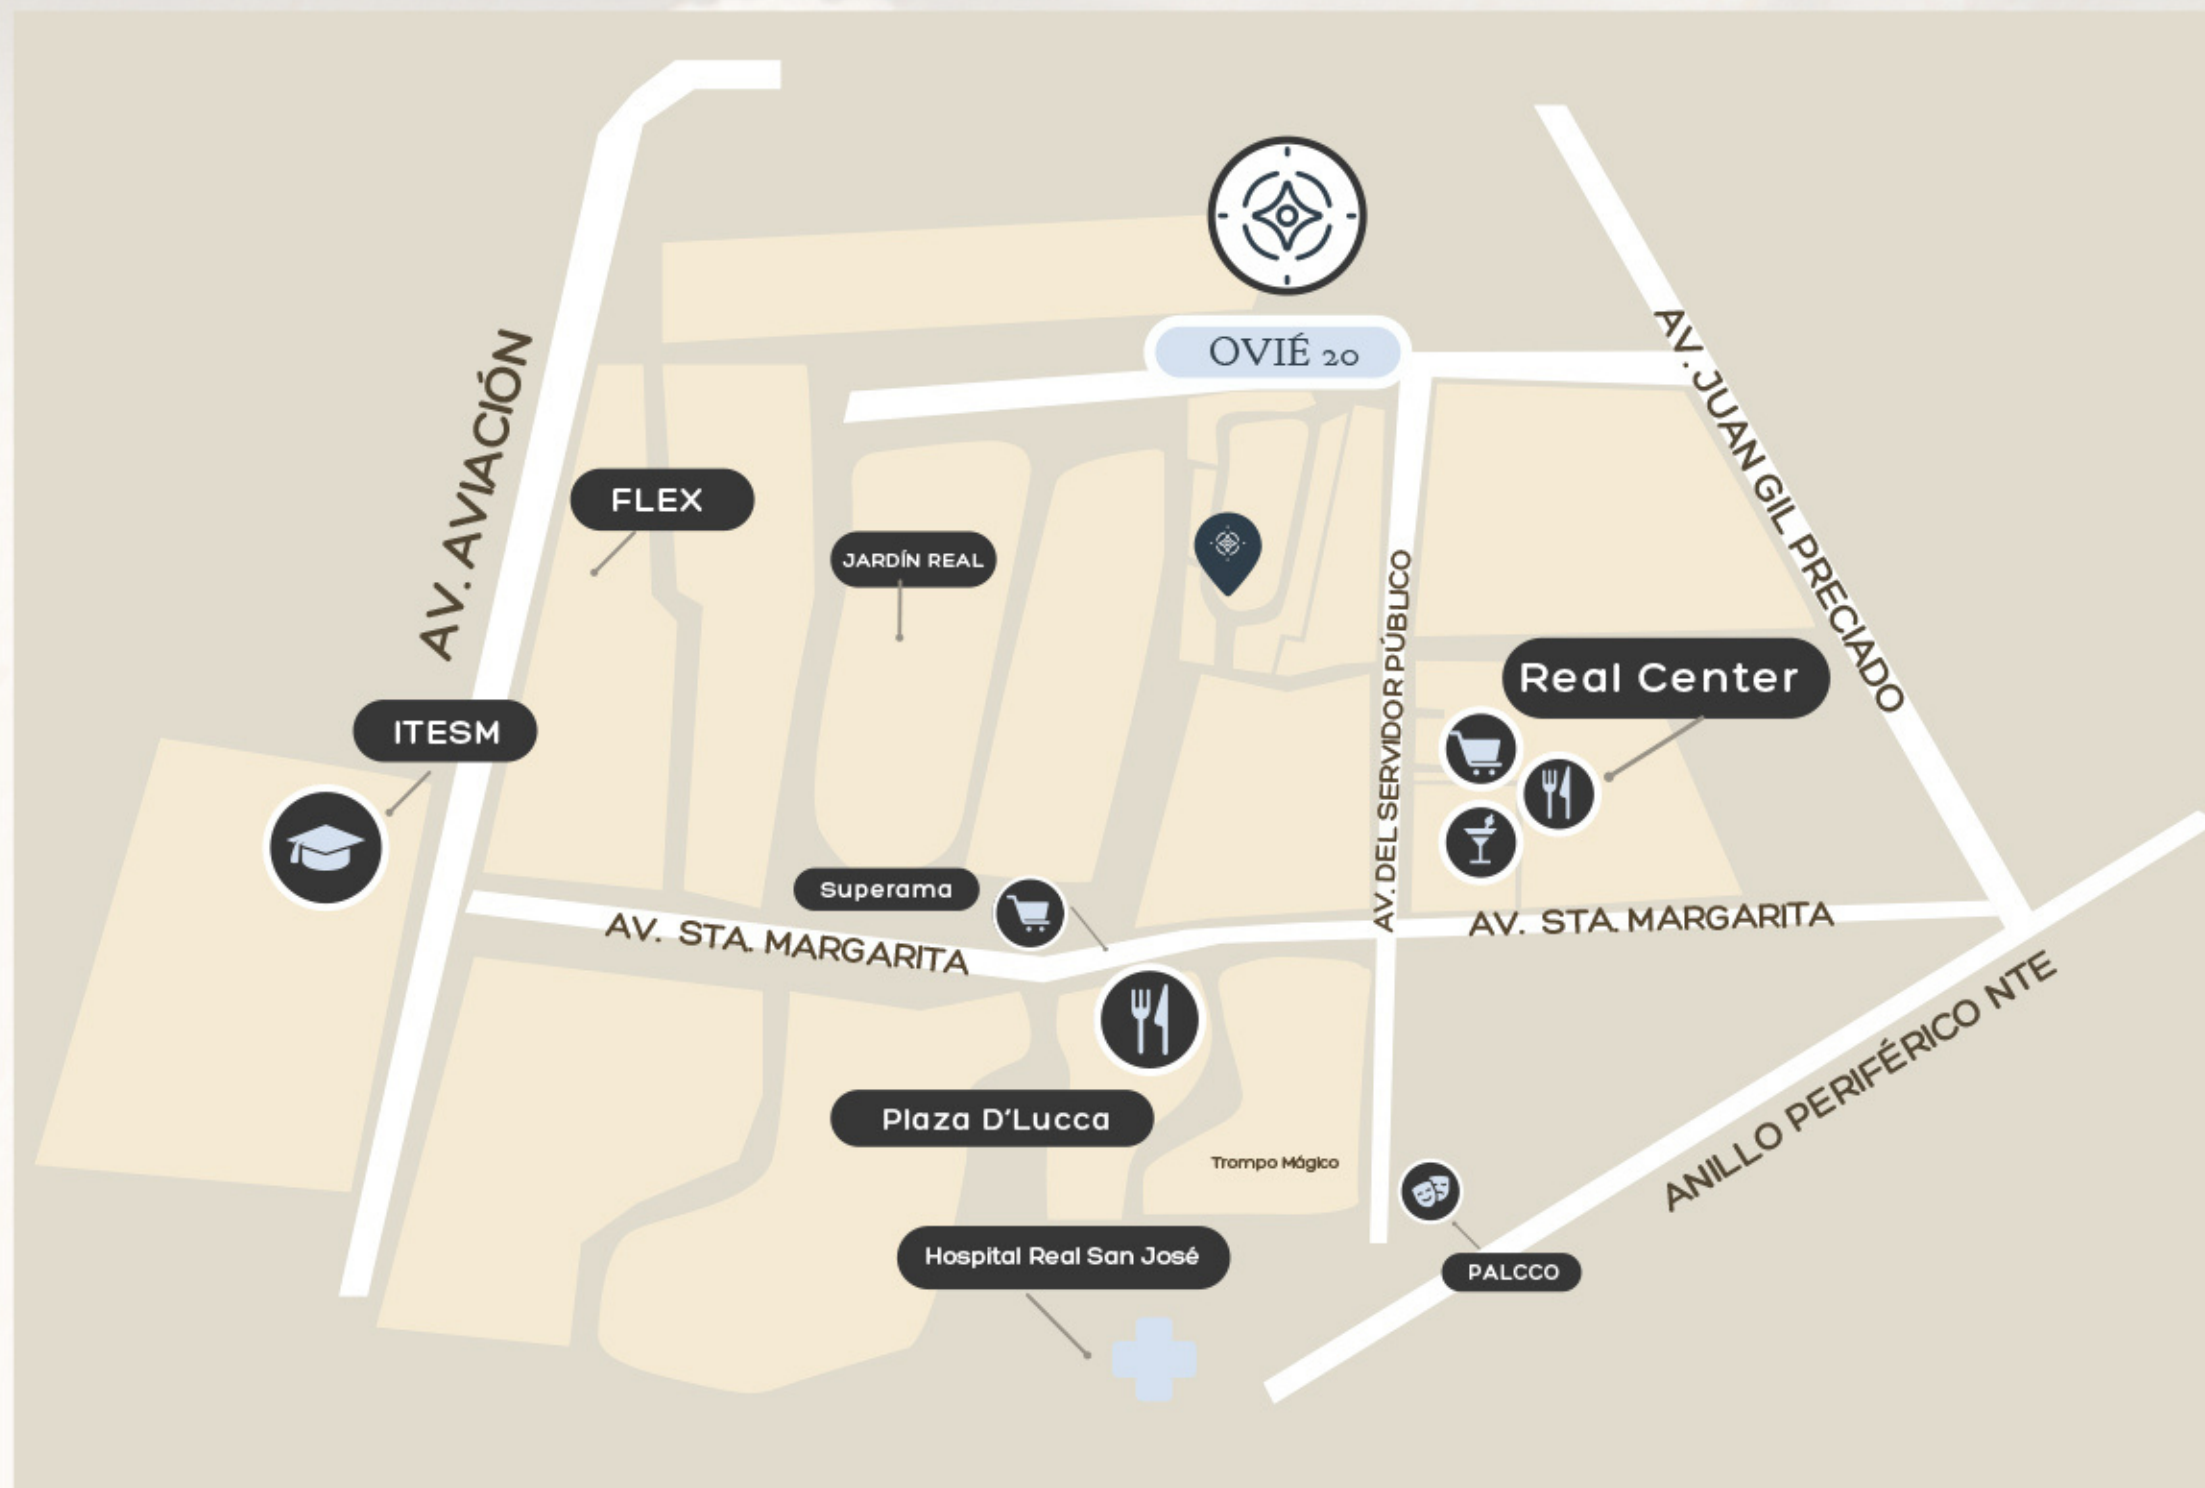 OVIÉ 20
AV. AVIACIÓN
AV. JUAN GIL PRECIADO
FLEX
JARDÍN REAL
AV. DEL SERVIDOR PÚBLICO
Real Center
ITESM
Superama
AV. STA. MARGARITA
AV. STA. MARGARITA
ANILLO PERIFÉRICO NTE
Plaza D'Lucca
Trompo Mágico
Hospital Real San José
PALCCO